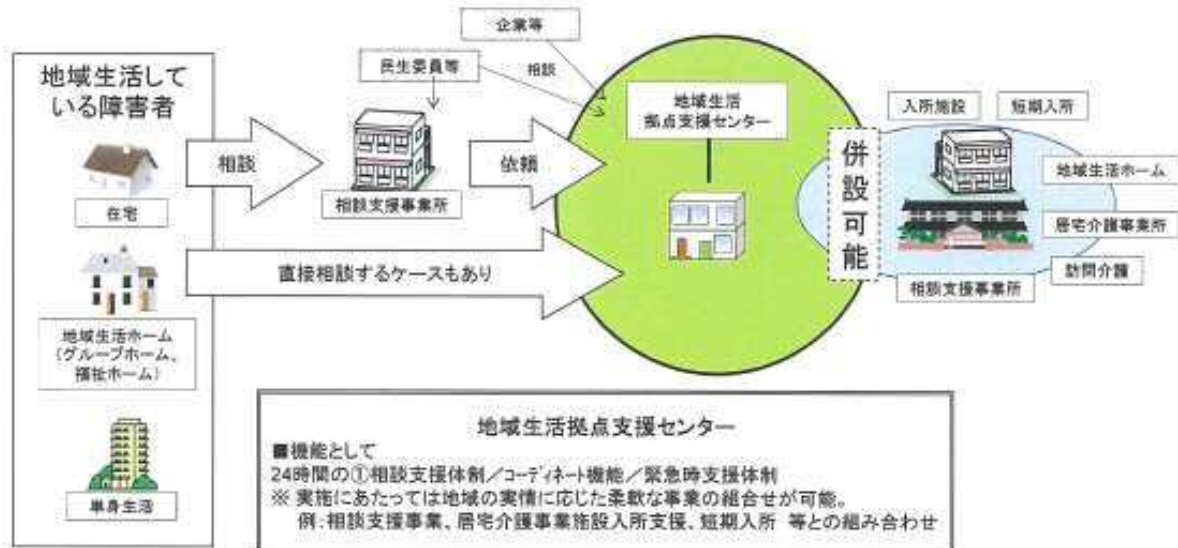 地域生活して
いる障害者
在宅
地域生活ホーム
(グループホーム、
福祉ホーム)
単身生活
相談
民生委員等
相談支援事業所
依頼
直接相談するケースもあり
企業等
相談
地域生活
拠点支援センター
併設可能
入所施設
短期入所
地域生活ホーム
居宅介護事業所
訪問介護
相談支援事業所
地域生活拠点支援センター
■機能として
24時間の①相談支援体制/コーディネート機能/緊急時支援体制
※ 実施にあたっては地域の実情に応じた柔軟な事業の組合せが可能。
例:相談支援事業、居宅介護事業施設入所支援、短期入所 等との組み合わせ